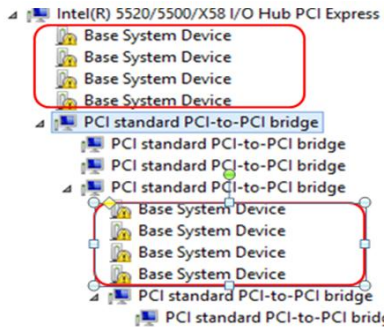 Intel(R) 5520/5500/X58 I/O Hub PCI Express
Base System Device
Base System Device
Base System Device
Base System Device
PCI standard PCI-to-PCI bridge
PCI standard PCI-to-PCI bridge
PCI standard PCI-to-PCI bridge
PCI standard PCI-to-PCI bridge
Base System Device
Base System Device
Base System Device
Base System Device
PCI standard PCI-to-PCI bridge
PCI standard PCI-to-PCI bridg